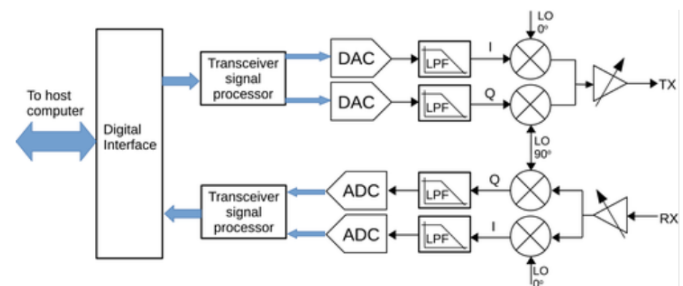 LO
0°
Transceiver
signal
processor
DAC
LPF
I
DAC
LPF
Q
TX
To host
computer
Digital
Interface
LO
90°
Transceiver
signal
processor
ADC
LPF
Q
ADC
LPF
I
RX
LO
0°